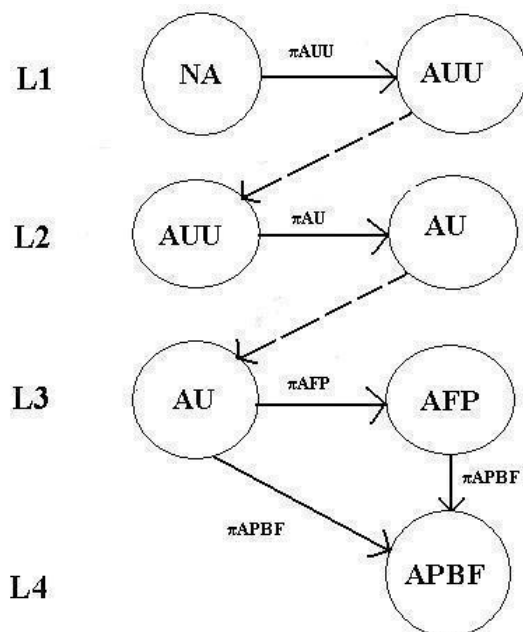 πAUU
L1 NA AUU
πAU
L2 AUU AU
πAFP
L3 AU AFP
πAPBF
πAPBF
L4 APBF